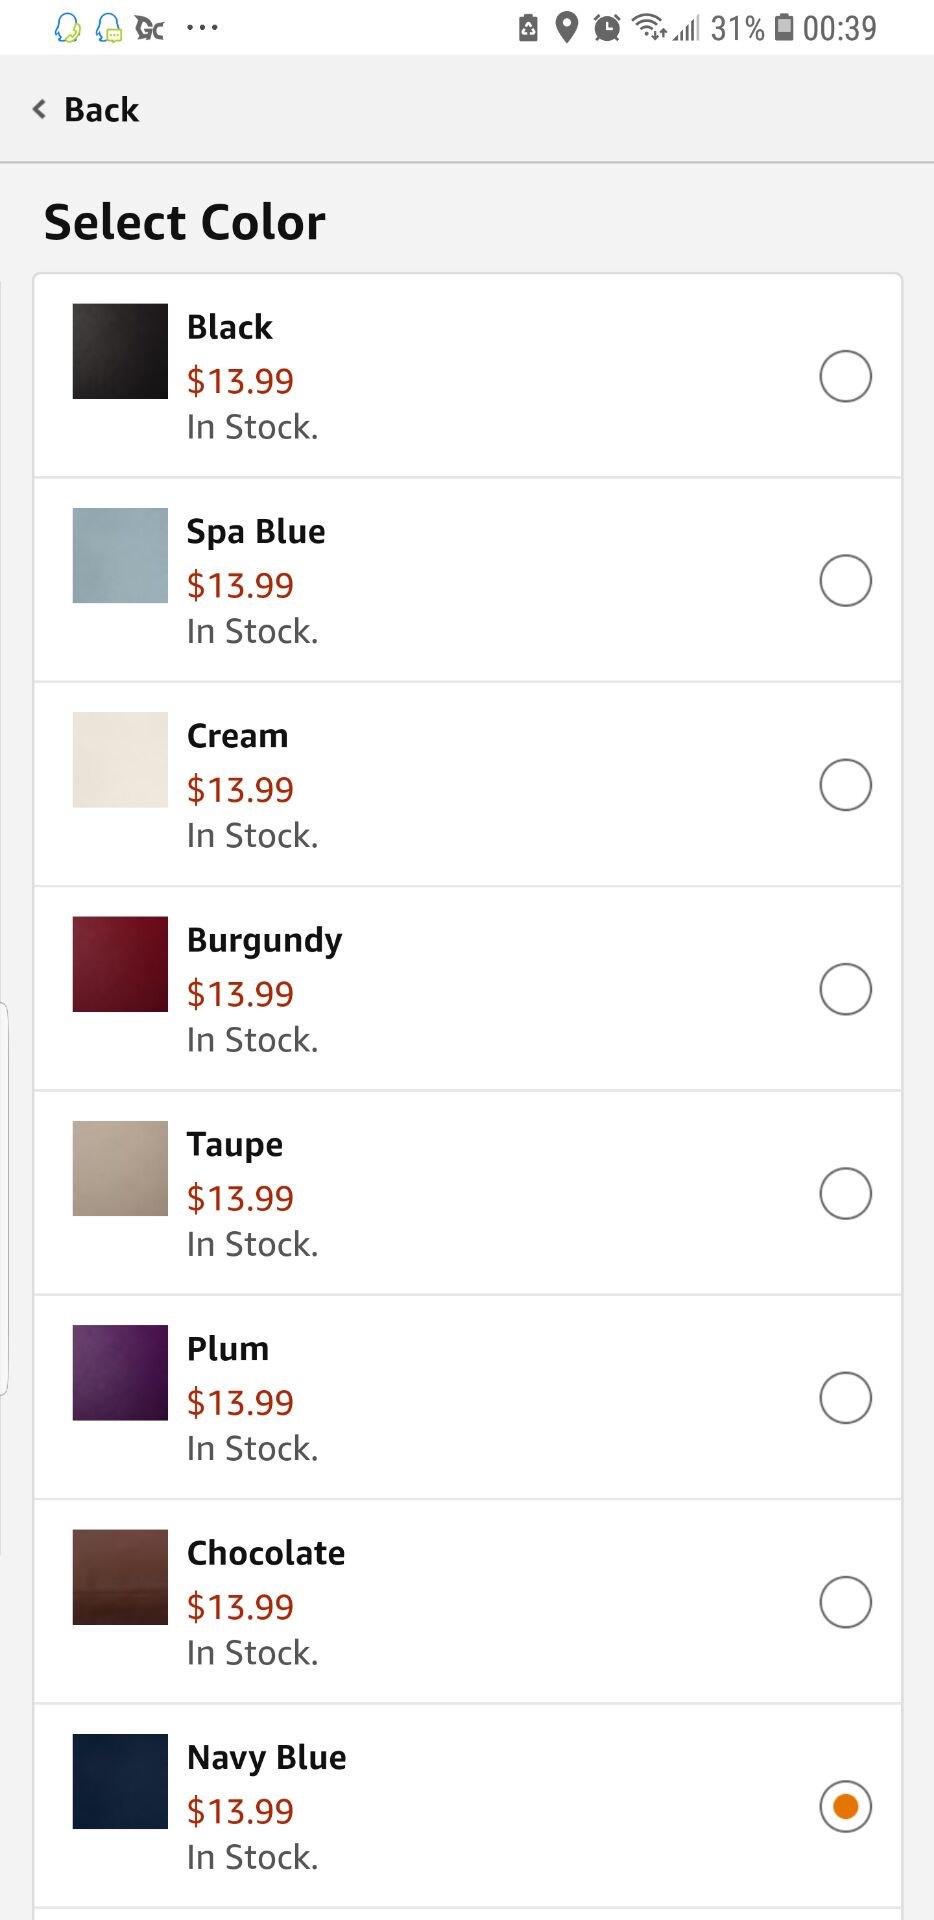 31% 00:39
Back
Select Color
Black
$13.99
In Stock.
Spa Blue
$13.99
In Stock.
Cream
$13.99
In Stock.
Burgundy
$13.99
In Stock.
Taupe
$13.99
In Stock.
Plum
$13.99
In Stock.
Chocolate
$13.99
In Stock.
Navy Blue
$13.99
In Stock.